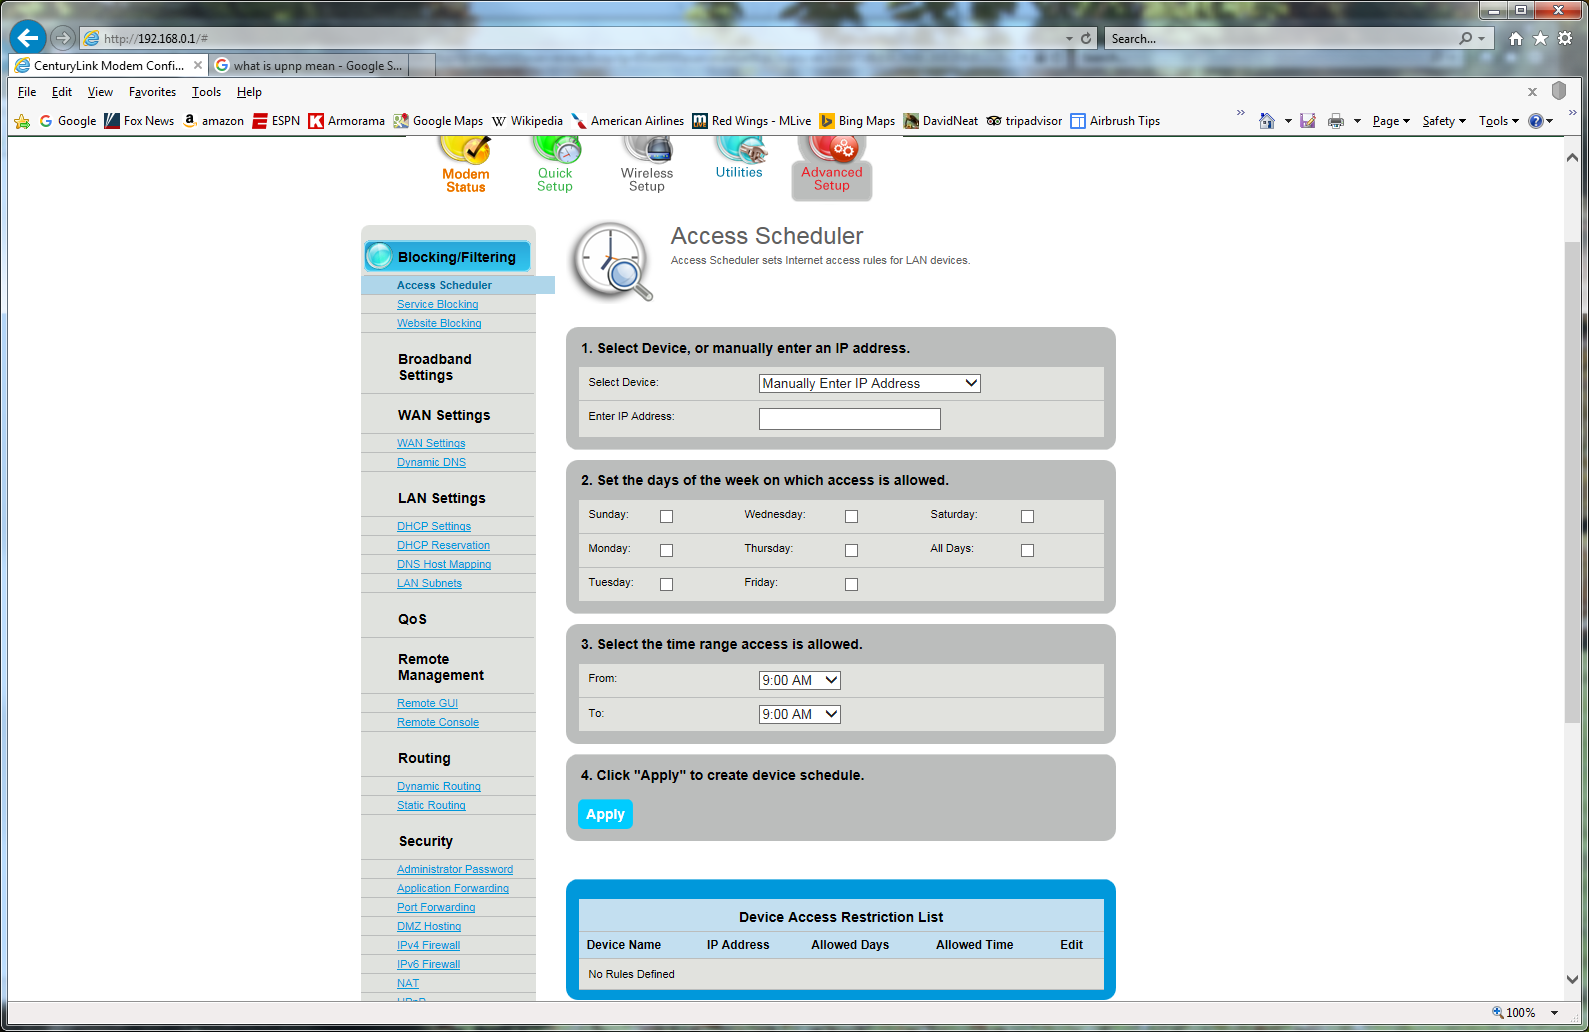 http://192.168.0.1/#
Search...
CenturyLink Modem Confi...
what is upnp mean - Google S...
File Edit View Favorites Tools Help
Google Fox News amazon ESPN Armorama Google Maps Wikipedia American Airlines Red Wings - MLive Bing Maps DavidNeat tripadvisor Airbrush Tips
Page Safety Tools
Modem Status
Quick Setup
Wireless Setup
Utilities
Advanced Setup
Blocking/Filtering
Access Scheduler
Service Blocking
Website Blocking
Broadband
Settings
WAN Settings
WAN Settings
Dynamic DNS
LAN Settings
DHCP Settings
DHCP Reservation
DNS Host Mapping
LAN Subnets
QoS
Remote
Management
Remote GUI
Remote Console
Routing
Dynamic Routing
Static Routing
Security
Administrator Password
Application Forwarding
Port Forwarding
DMZ Hosting
IPv4 Firewall
IPv6 Firewall
NAT
Access Scheduler
Access Scheduler sets Internet access rules for LAN devices.
1. Select Device, or manually enter an IP address.
Select Device: Manually Enter IP Address
Enter IP Address:
2. Set the days of the week on which access is allowed.
Sunday: Wednesday: Saturday:
Monday: Thursday: All Days:
Tuesday: Friday:
3. Select the time range access is allowed.
From: 9:00 AM
To: 9:00 AM
4. Click "Apply" to create device schedule.
Apply
Device Access Restriction List
Device Name IP Address Allowed Days Allowed Time Edit
No Rules Defined
100%